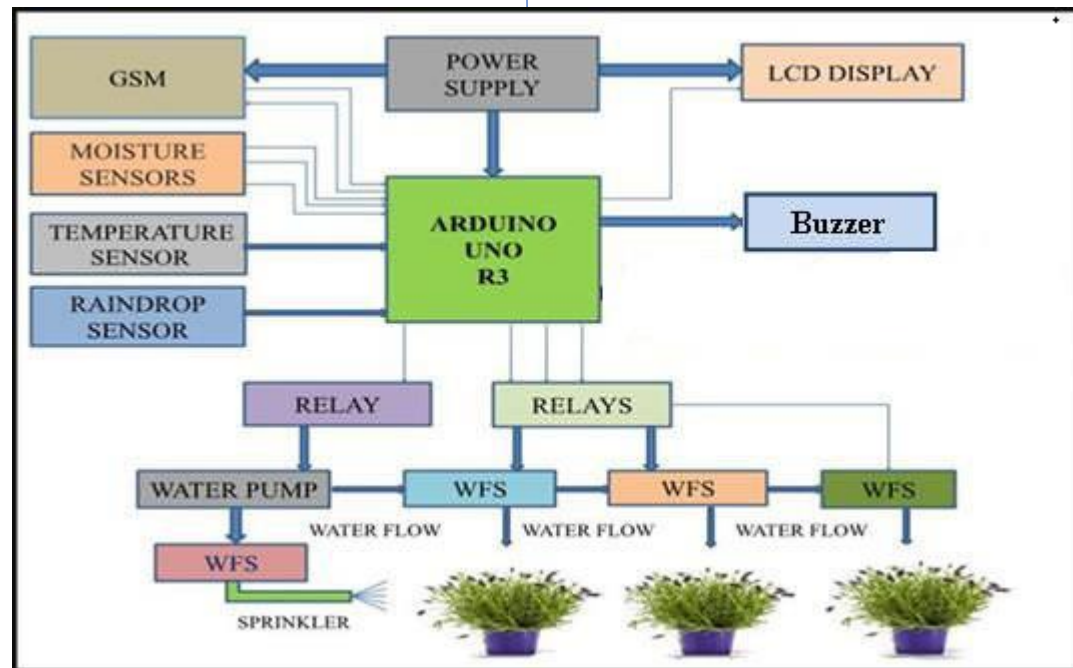 GSM
POWER
SUPPLY
LCD DISPLAY
MOISTURE
SENSORS
ARDUINO
UNO
R3
Buzzer
TEMPERATURE
SENSOR
RAINDROP
SENSOR
RELAY
RELAYS
WATER PUMP
WFS
WFS
WFS
WATER FLOW
WATER FLOW
WATER FLOW
WFS
SPRINKLER